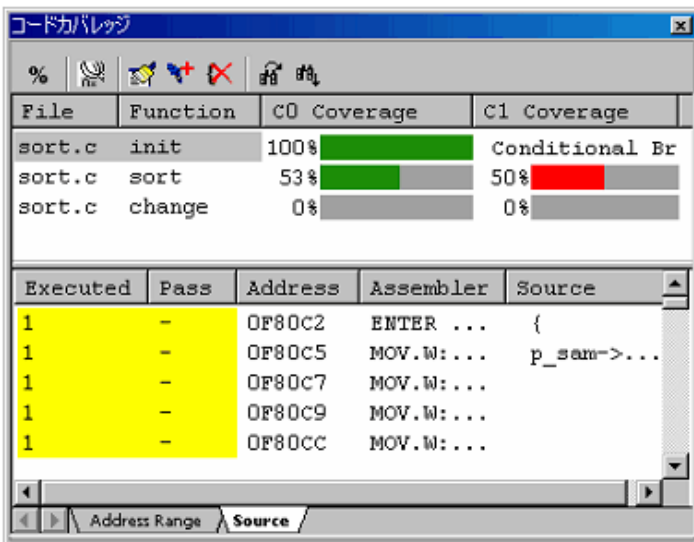 コードカバレッジ
%
File Function C0 Coverage C1 Coverage
sort.c init 100% Conditional Br
sort.c sort 53% 50%
sort.c change 0% 0%
Executed Pass Address Assembler Source
1 - 0F80C2 ENTER ... {
1 - 0F80C5 MOV.W:... p_sam->...
1 - 0F80C7 MOV.W:...
1 - 0F80C9 MOV.W:...
1 - 0F80CC MOV.W:...
Address Range Source